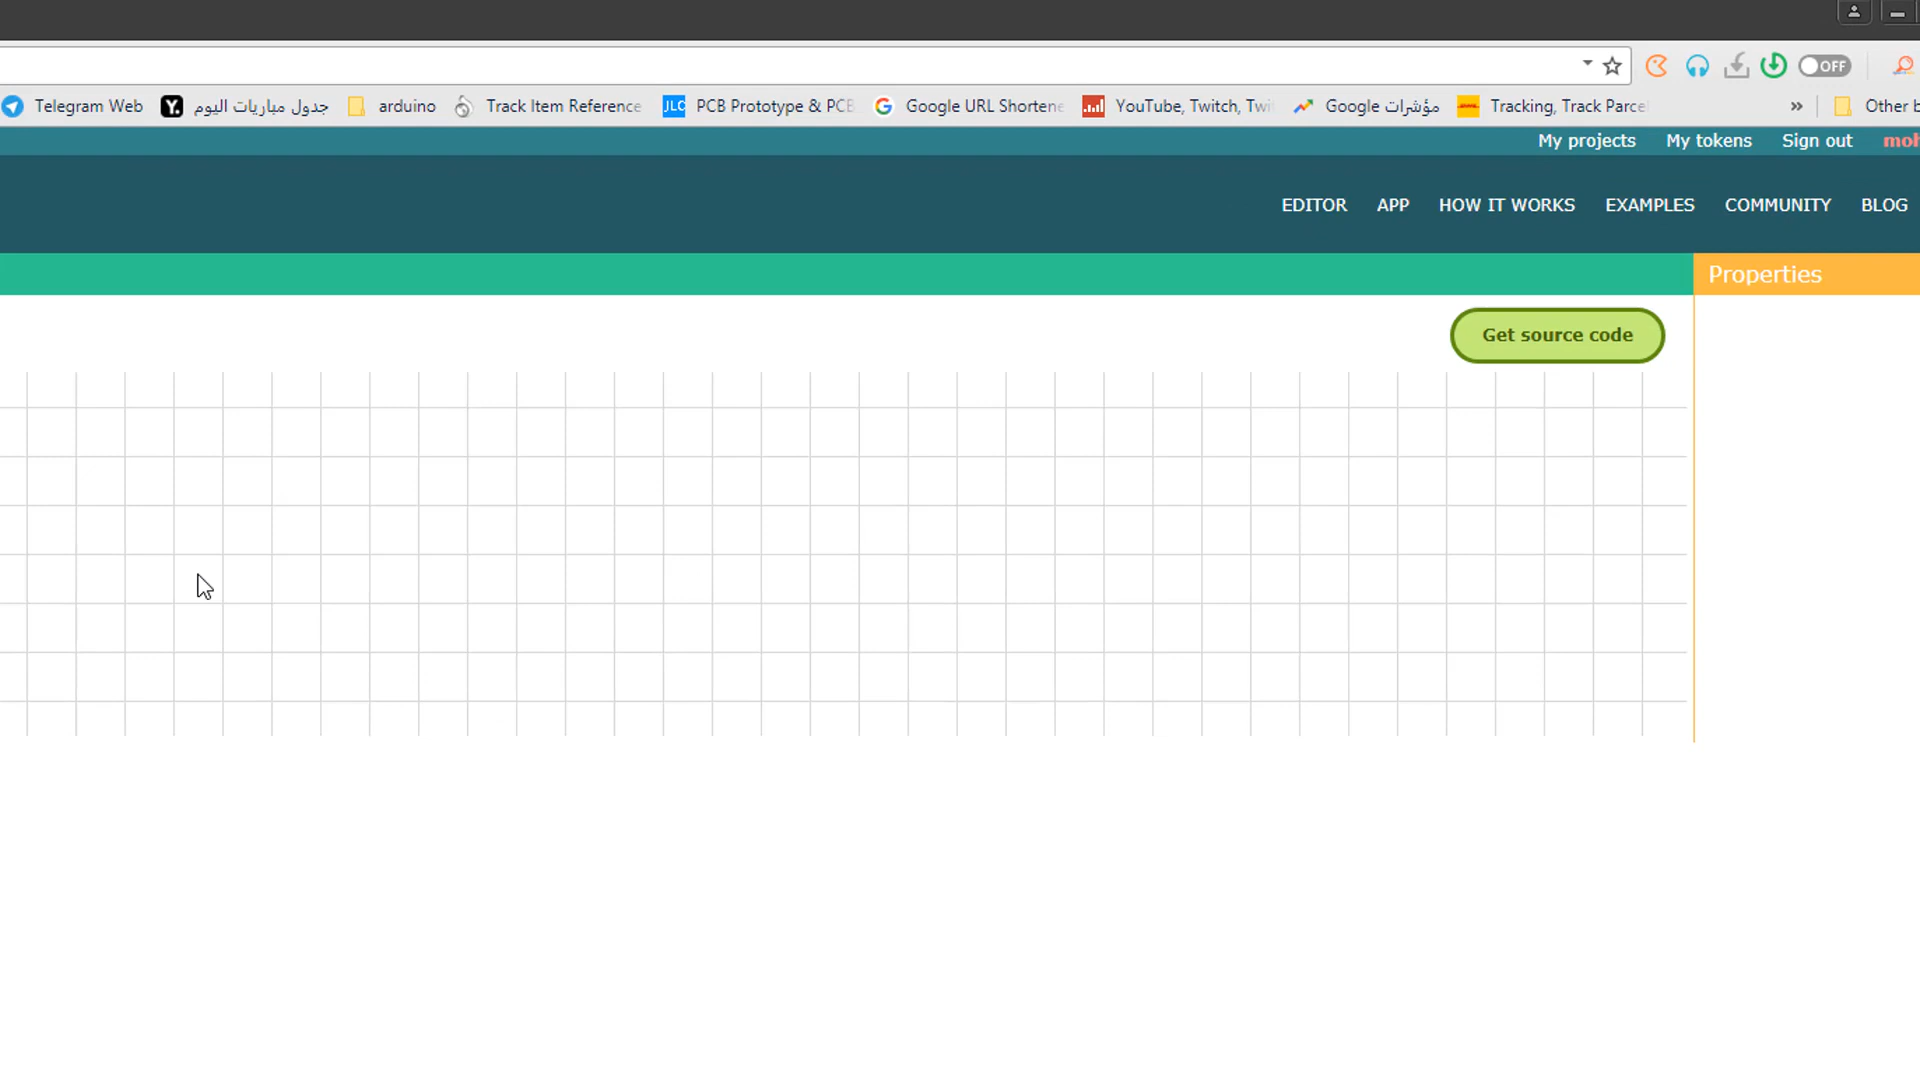 OFF
Telegram Web جدول مباريات اليوم arduino Track Item Reference JLC PCB Prototype & PCB Google URL Shortene YouTube, Twitch, Twi مؤشرات Google Tracking, Track Parce » Other b
My projects My tokens Sign out moh
EDITOR APP HOW IT WORKS EXAMPLES COMMUNITY BLOG
Properties
Get source code